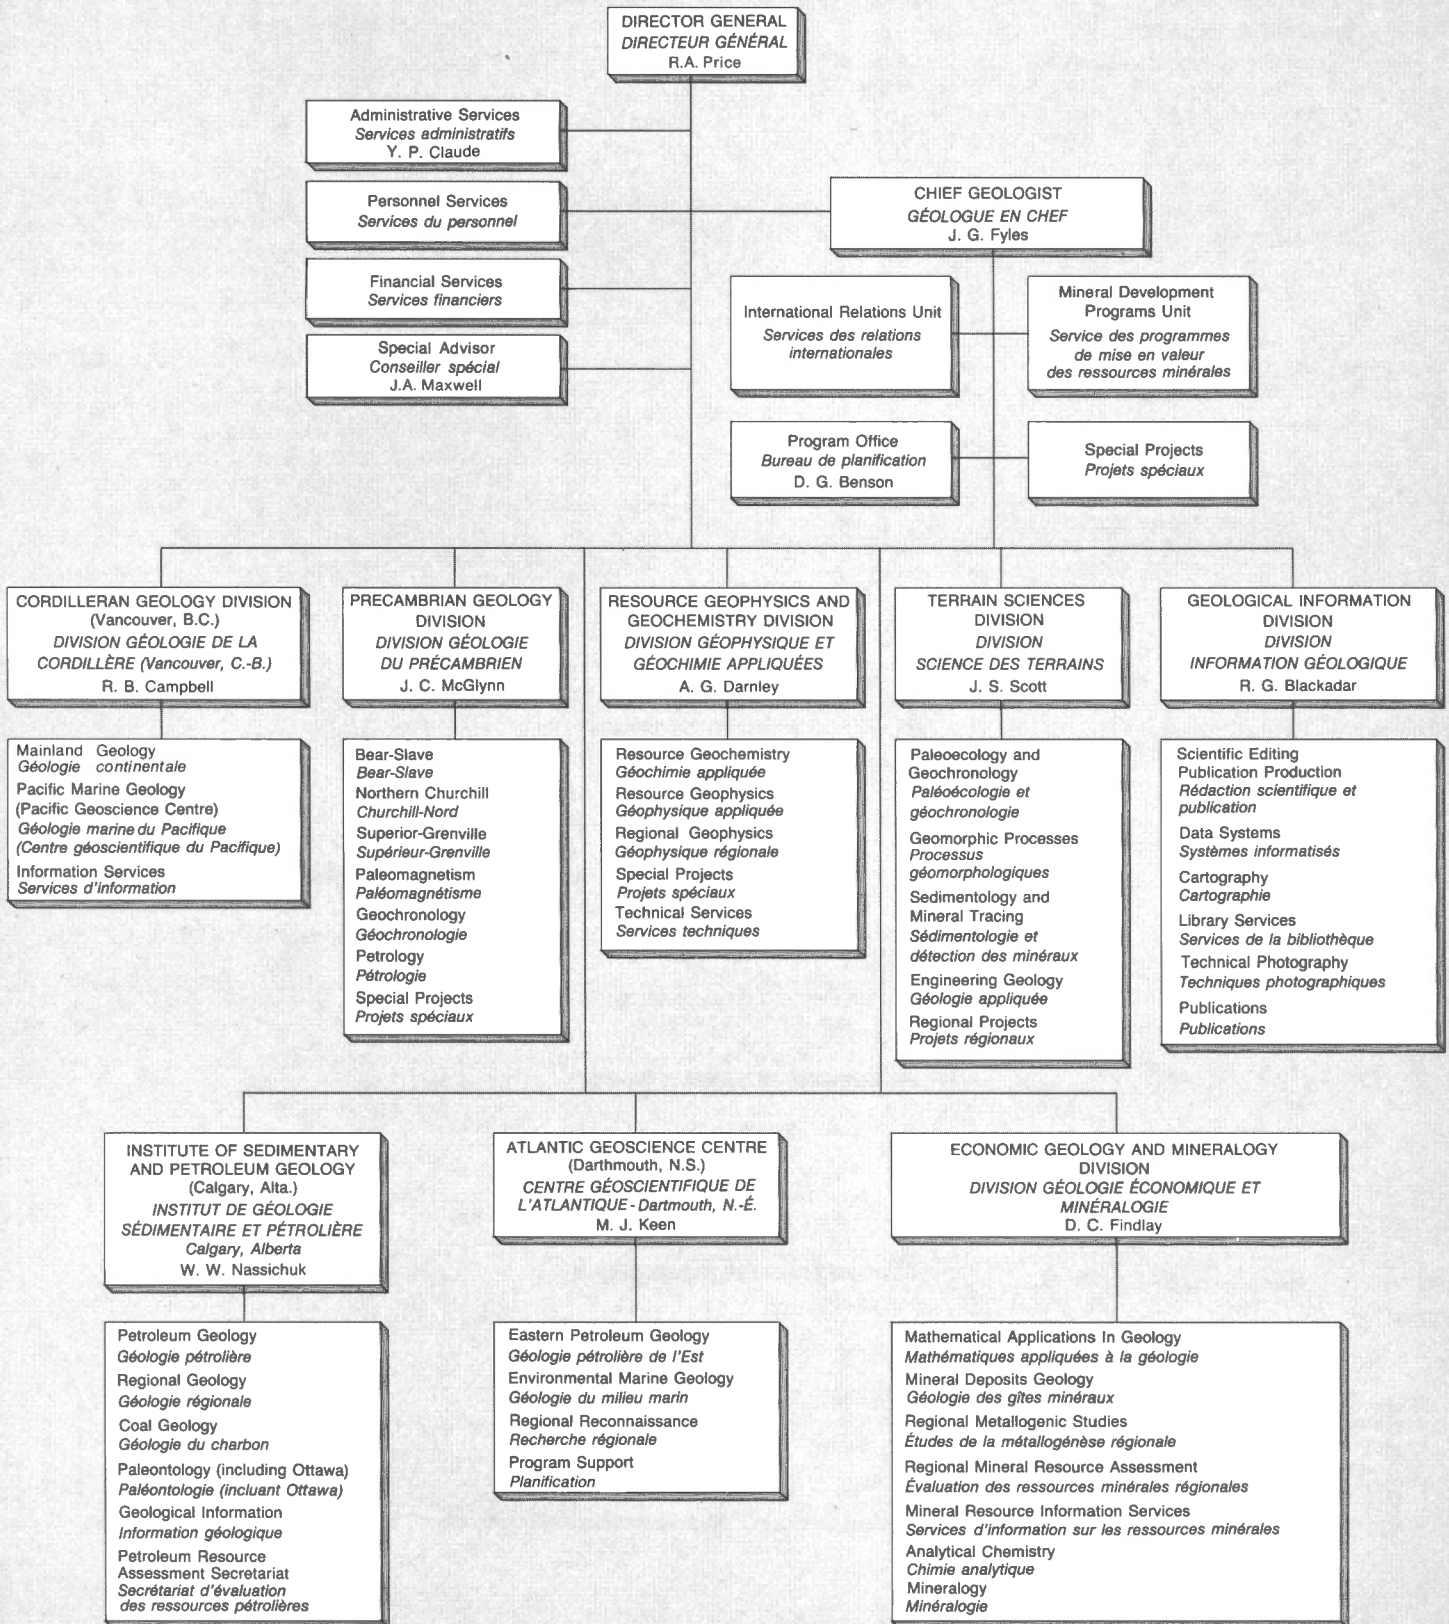 DIRECTOR GENERAL
DIRECTEUR GÉNÉRAL
R.A. Price
Administrative Services
Services administratifs
Y. P. Claude
Personnel Services
Services du personnel
Financial Services
Services financiers
Special Advisor
Conseiller spécial
J.A. Maxwell
CHIEF GEOLOGIST
GÉOLOGUE EN CHEF
J. G. Fyles
International Relations Unit
Services des relations
internationales
Mineral Development
Programs Unit
Service des programmes
de mise en valeur
des ressources minérales
Program Office
Bureau de planification
D. G. Benson
Special Projects
Projets spéciaux
CORDILLERAN GEOLOGY DIVISION
(Vancouver, B.C.)
DIVISION GÉOLOGIE DE LA
CORDILLÈRE (Vancouver, C.-B.)
R. B. Campbell
Mainland Geology
Géologie continentale
Pacific Marine Geology
(Pacific Geoscience Centre)
Géologie marine du Pacifique
(Centre géoscientifique du Pacifique)
Information Services
Services d'information
PRECAMBRIAN GEOLOGY
DIVISION
DIVISION GÉOLOGIE
DU PRÉCAMBRIEN
J. C. McGlynn
Bear-Slave
Bear-Slave
Northern Churchill
Churchill-Nord
Superior-Grenville
Supérieur-Grenville
Paleomagnetism
Paléomagnétisme
Geochronology
Géochronologie
Petrology
Pétrologie
Special Projects
Projets spéciaux
RESOURCE GEOPHYSICS AND
GEOCHEMISTRY DIVISION
DIVISION GÉOPHYSIQUE ET
GÉOCHIMIE APPLIQUÉES
A. G. Darnley
Resource Geochemistry
Géochimie appliquée
Resource Geophysics
Géophysique appliquée
Regional Geophysics
Géophysique régionale
Special Projects
Projets spéciaux
Technical Services
Services techniques
TERRAIN SCIENCES
DIVISION
DIVISION
SCIENCE DES TERRAINS
J. S. Scott
Paleoecology and
Geochronology
Paléoécologie et
géochronologie
Geomorphic Processes
Processus
géomorphologiques
Sedimentology and
Mineral Tracing
Sédimentologie et
détection des minéraux
Engineering Geology
Géologie appliquée
Regional Projects
Projets régionaux
GEOLOGICAL INFORMATION
DIVISION
DIVISION
INFORMATION GÉOLOGIQUE
R. G. Blackadar
Scientific Editing
Publication Production
Rédaction scientifique et
publication
Data Systems
Systèmes informatisés
Cartography
Cartographie
Library Services
Services de la bibliothèque
Technical Photography
Techniques photographiques
Publications
Publications
INSTITUTE OF SEDIMENTARY
AND PETROLEUM GEOLOGY
(Calgary, Alta.)
INSTITUT DE GÉOLOGIE
SÉDIMENTAIRE ET PÉTROLIÈRE
Calgary, Alberta
W. W. Nassichuk
Petroleum Geology
Géologie pétrolière
Regional Geology
Géologie régionale
Coal Geology
Géologie du charbon
Paleontology (including Ottawa)
Paléontologie (incluant Ottawa)
Geological Information
Information géologique
Petroleum Resource
Assessment Secretariat
Secrétariat d'évaluation
des ressources pétrolières
ATLANTIC GEOSCIENCE CENTRE
(Darthmouth, N.S.)
CENTRE GÉOSCIENTIFIQUE DE
L'ATLANTIQUE - Dartmouth, N.-É.
M. J. Keen
Eastern Petroleum Geology
Géologie pétrolière de l'Est
Environmental Marine Geology
Géologie du milieu marin
Regional Reconnaissance
Recherche régionale
Program Support
Planification
ECONOMIC GEOLOGY AND MINERALOGY
DIVISION
DIVISION GÉOLOGIE ÉCONOMIQUE ET
MINÉRALOGIE
D. C. Findlay
Mathematical Applications In Geology
Mathématiques appliquées à la géologie
Mineral Deposits Geology
Géologie des gîtes minéraux
Regional Metallogenic Studies
Études de la métallogénèse régionale
Regional Mineral Resource Assessment
Évaluation des ressources minérales régionales
Mineral Resource Information Services
Services d'information sur les ressources minérales
Analytical Chemistry
Chimie analytique
Mineralogy
Minéralogie